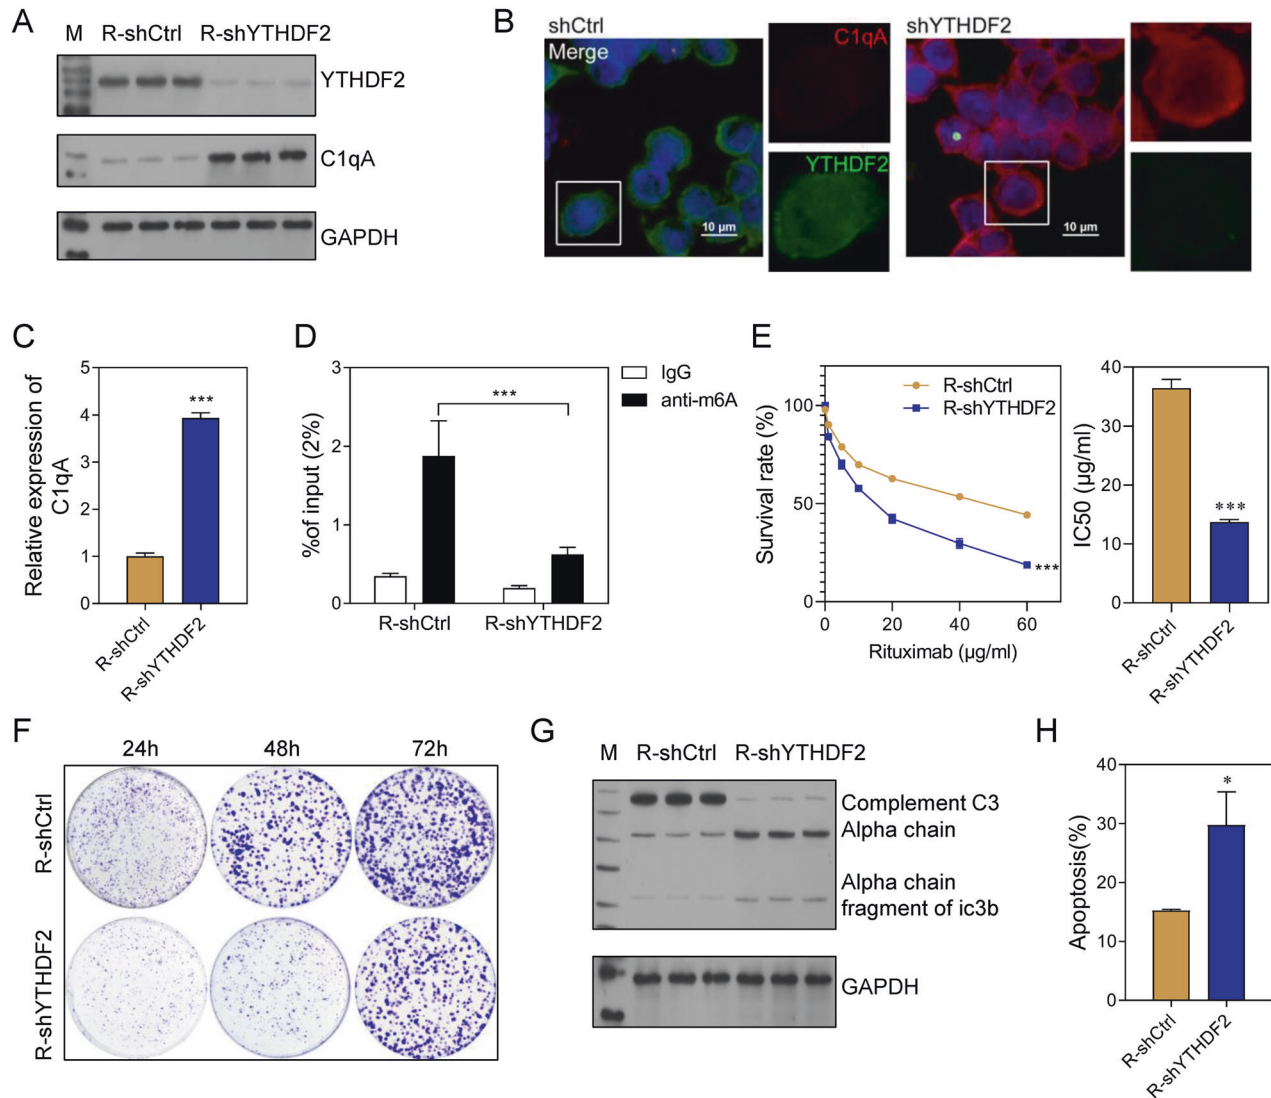 A
M R-shCtrl R-shYTHDF2
YTHDF2
C1qA
GAPDH
B
shCtrl
Merge
C1qA
YTHDF2
10 µm
shYTHDF2
10 µm
C
Relative expression of
C1qA
5
4
3
2
1
0
***
R-shCtrl
R-shYTHDF2
D
%of input (2%)
3
2
1
0
***
IgG
anti-m6A
R-shCtrl R-shYTHDF2
E
Survival rate (%)
100
50
0
R-shCtrl
R-shYTHDF2
***
0 20 40 60
Rituximab (µg/ml)
IC50 (µg/ml)
40
30
20
10
0
***
R-shCtrl
R-shYTHDF2
F
24h 48h 72h
R-shCtrl
R-shYTHDF2
G
M R-shCtrl R-shYTHDF2
Complement C3
Alpha chain
Alpha chain
fragment of ic3b
GAPDH
H
Apoptosis(%)
40
30
20
10
0
*
R-shCtrl
R-shYTHDF2